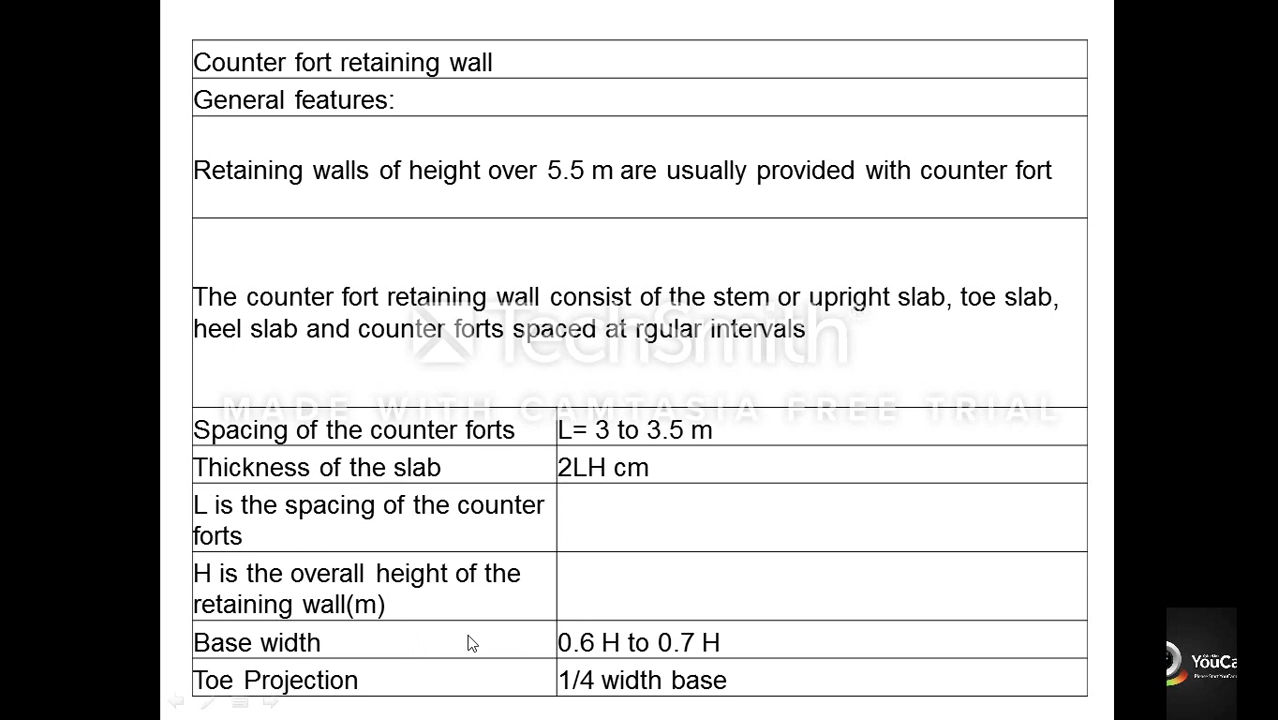 Counter fort retaining wall
General features:
Retaining walls of height over 5.5 m are usually provided with counter fort
The counter fort retaining wall consist of the stem or upright slab, toe slab,
heel slab and counter forts spaced at rgular intervals
TechSmith
MADE WITH CAMTASIA FREE TRIAL
Spacing of the counter forts L= 3 to 3.5 m
Thickness of the slab 2LH cm
L is the spacing of the counter
forts
H is the overall height of the
retaining wall(m)
Base width 0.6 H to 0.7 H
Toe Projection 1/4 width base
YouCa